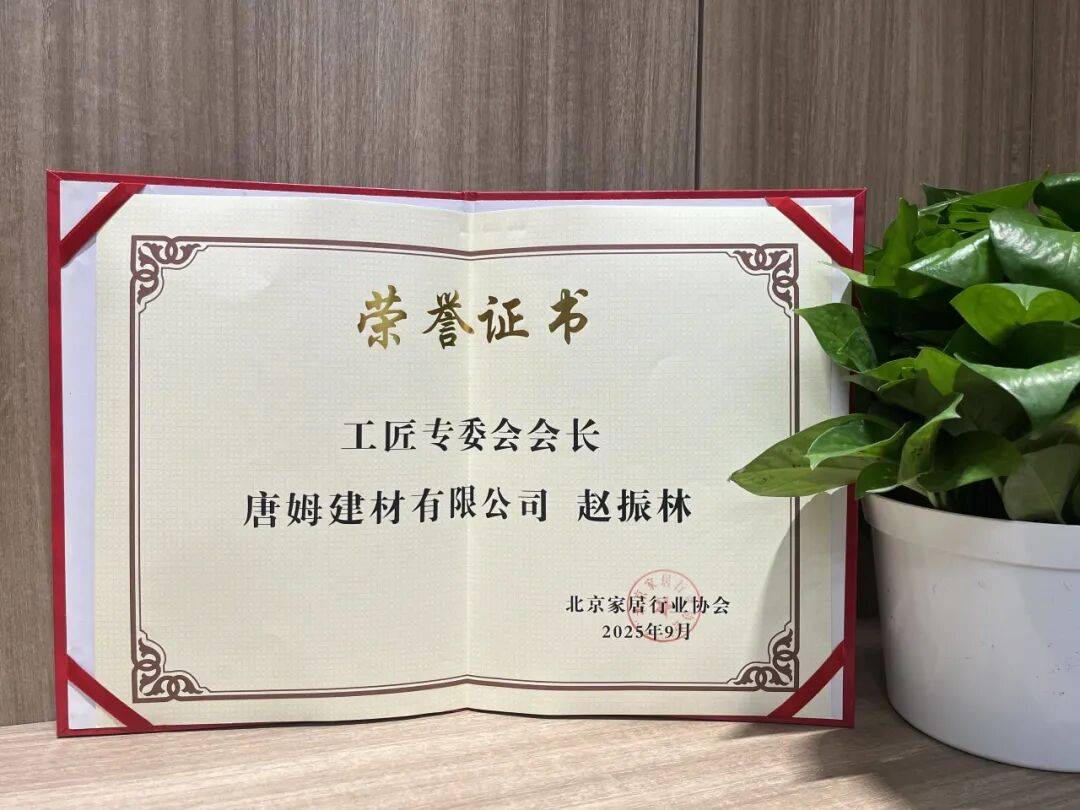 荣誉证书
工匠专委会会长
唐姆建材有限公司 赵振林
北京家居行业协会
2025年9月